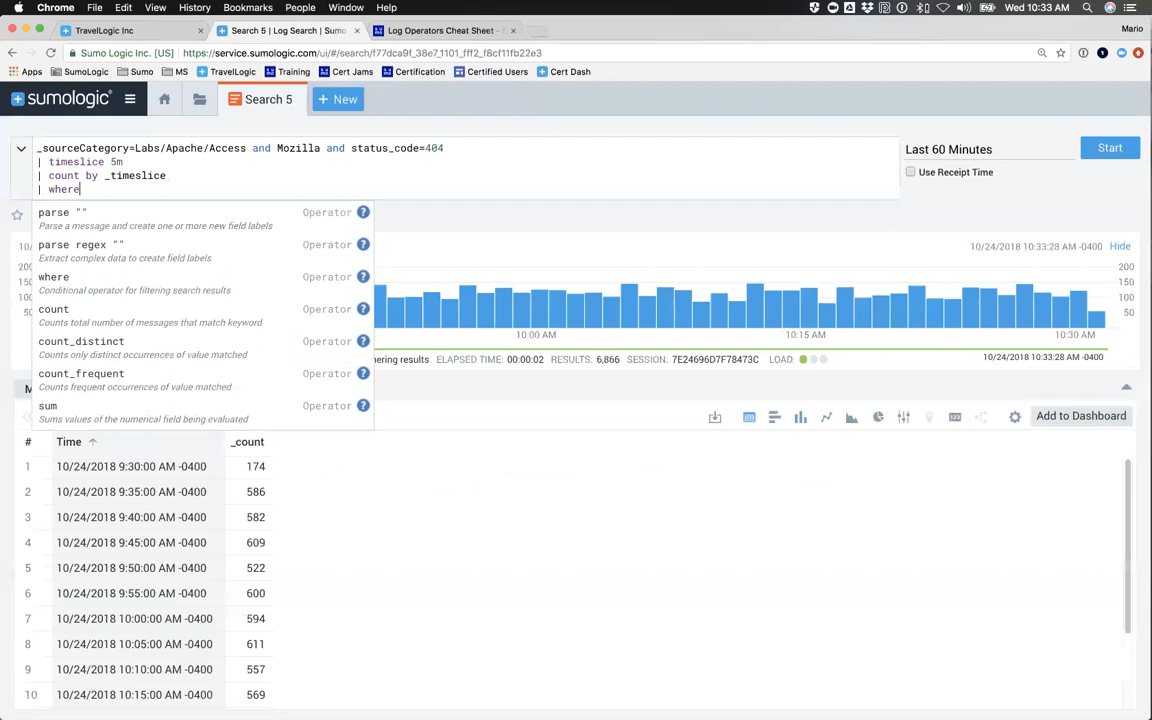 Chrome File Edit View History Bookmarks People Window Help Wed 10:33 AM
TravelLogic Inc Search 5 | Log Search | Sumo Log Operators Cheat Sheet - Mario
Sumo Logic Inc. [US] https://service.sumologic.com/ui/#/search/f77dca9f_38e7_1101_fff2_f8cf11fb22e3
Apps SumoLogic Sumo MS TravelLogic Training Cert Jams Certification Certified Users Cert Dash
sumologic Search 5 + New
_sourceCategory=Labs/Apache/Access and Mozilla and status_code=404
| timeslice 5m
| count by _timeslice
| where
Last 60 Minutes Start
Use Receipt Time
parse "" Operator ?
Parse a message and create one or more new field labels
parse regex "" Operator ?
Extract complex data to create field labels
where Operator ?
Conditional operator for filtering search results
count Operator ?
Counts total number of messages that match keyword
count_distinct Operator ?
Counts only distinct occurrences of value matched
count_frequent Operator ?
Counts frequent occurrences of value matched
sum Operator ?
Sums values of the numerical field being evaluated
10/24/2018 10:33:28 AM -0400 Hide
200
150
100
50
10:00 AM 10:15 AM 10:30 AM
hering results ELAPSED TIME: 00:00:02 RESULTS: 6,866 SESSION: 7E24696D7F78473C LOAD: 10/24/2018 10:33:28 AM -0400
Add to Dashboard
# Time _count
1 10/24/2018 9:30:00 AM -0400 174
2 10/24/2018 9:35:00 AM -0400 586
3 10/24/2018 9:40:00 AM -0400 582
4 10/24/2018 9:45:00 AM -0400 609
5 10/24/2018 9:50:00 AM -0400 522
6 10/24/2018 9:55:00 AM -0400 600
7 10/24/2018 10:00:00 AM -0400 594
8 10/24/2018 10:05:00 AM -0400 611
9 10/24/2018 10:10:00 AM -0400 557
10 10/24/2018 10:15:00 AM -0400 569